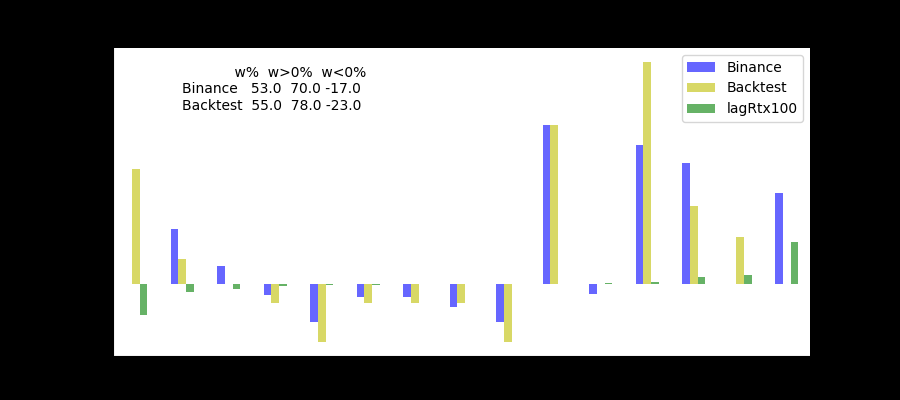 w% w>0% w<0%
Binance 53.0 70.0 -17.0
Backtest 55.0 78.0 -23.0
Binance
Backtest
lagRtx100